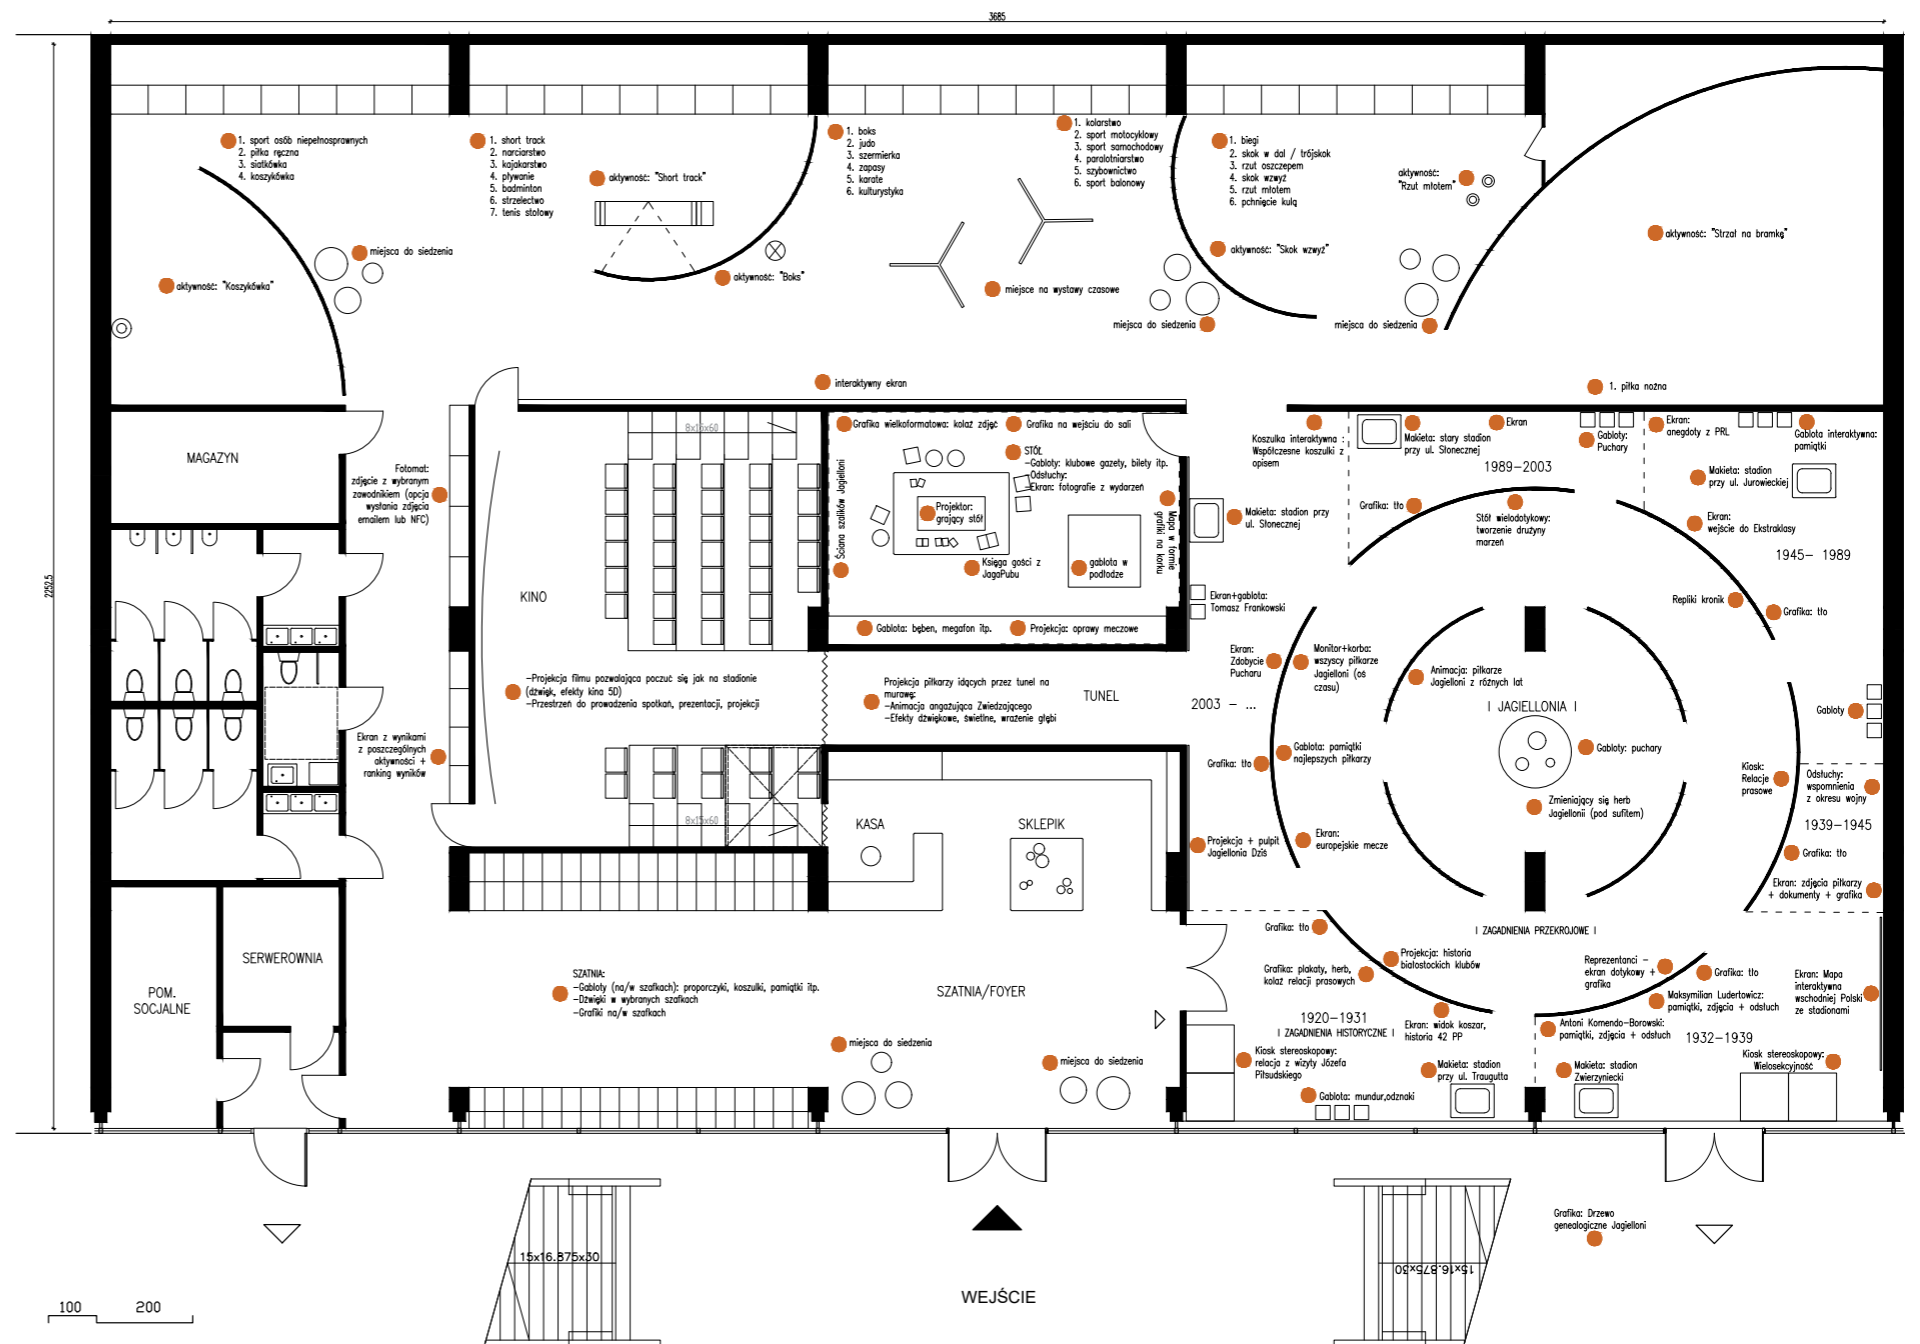 3685
2252.5
1. sport osób niepełnosprawnych
2. piłka ręczna
3. siatkówka
4. koszykówka
1. short track
2. narciarstwo
3. kajakarstwo
4. pływanie
5. badminton
6. strzelectwo
7. tenis stołowy
aktywność: "Short track"
1. boks
2. judo
3. szermierka
4. zapasy
5. karate
6. kulturystyka
1. kolarstwo
2. sport motocyklowy
3. sport samochodowy
4. paralotniarstwo
5. szybownictwo
6. sport balonowy
1. biegi
2. skok w dal / trójskok
3. rzut oszczepem
4. skok wzwyż
5. rzut młotem
6. pchnięcie kulą
aktywność:
"Rzut młotem"
aktywność: "Strzał na bramkę"
miejsca do siedzenia
aktywność: "Koszykówka"
aktywność: "Boks"
miejsce na wystawy czasowe
aktywność: "Skok wzwyż"
miejsca do siedzenia
miejsca do siedzenia
interaktywny ekran
1. piłka nożna
MAGAZYN
Fotomat:
zdjęcie z wybranym
zawodnikiem (opcja
wysłania zdjęcia
emailem lub NFC)
8x15x60
KINO
-Projekcja filmu pozwalająca poczuć się jak na stadionie
(dźwięk, efekty kina 5D)
-Przestrzeń do prowadzenia spotkań, prezentacji, projekcji
Ekran z wynikami
z poszczególnych
aktywności +
ranking wyników
8x15x60
Grafika wielkoformatowa: kolaż zdjęć
Grafika na wejściu do sali
STÓŁ
-Gabloty: klubowe gazety, bilety itp.
-Odsłuchy:
-Ekran: fotografie z wydarzeń
Ściana szalików Jagielloni
Projektor:
grający stół
Mapa w formie
grafiki na korku
Księga gości z
JagaPubu
gablota w
podłodze
Gablota: bęben, megafon itp.
Projekcja: oprawy meczowe
Projekcja piłkarzy idących przez tunel na
murawę:
-Animacja angażująca Zwiedzającego
-Efekty dźwiękowe, świetlne, wrażenie głębi
TUNEL
KASA
SKLEPIK
Koszulka interaktywna :
Współczesne koszulki z
opisem
Makieta: stary stadion
przy ul. Słonecznej
Ekran
1989-2003
Gabloty:
Puchary
Ekran:
anegdoty z PRL
Gablota interaktywna:
pamiątki
Makieta: stadion
przy ul. Jurowieckiej
Makieta: stadion przy
ul. Słonecznej
Grafika: tło
Stół wielodotykowy:
tworzenie drużyny
marzeń
Ekran:
wejście do Ekstraklasy
1945- 1989
Ekran+gablota:
Tomasz Frankowski
Repliki kronik
Grafika: tło
Ekran:
Zdobycie
Pucharu
Monitor+korba:
wszyscy piłkarze
Jagielloni (oś
czasu)
Animacja: piłkarze
Jagielloni z różnych lat
2003 - ...
| JAGIELLONIA |
Gabloty
Gablota: pamiątki
najlepszych piłkarzy
Grafika: tło
Gabloty: puchary
Kiosk:
Relacje
prasowe
Odsłuchy:
wspomnienia
z okresu wojny
Zmieniający się herb
Jagielloni (pod sufitem)
1939-1945
Projekcja + pulpit
Jagiellonia Dziś
Ekran:
europejskie mecze
Grafika: tło
Ekran: zdjęcia piłkarzy
+ dokumenty + grafika
Grafika: tło
| ZAGADNIENIA PRZEKROJOWE |
Projekcja: historia
białostockich klubów
Grafika: plakaty, herb,
kolaż relacji prasowych
Reprezentanci -
ekran dotykowy +
grafika
Grafika: tło
Ekran: Mapa
interaktywna
wschodniej Polski
ze stadionami
Maksymilian Ludertowicz:
pamiątki, zdjęcia + odsłuch
1920-1931
| ZAGADNIENIA HISTORYCZNE |
Ekran: widok koszar,
historia 42 PP
Antoni Komendo-Borowski:
pamiątki, zdjęcia + odsłuch
1932-1939
Kiosk stereoskopowy:
relacja z wizyty Józefa
Piłsudskiego
Makieta: stadion
przy ul. Traugutta
Makieta: stadion
Zwierzyniecki
Kiosk stereoskopowy:
Wielosekcyjność
Gablota: mundur,odznaki
SERWEROWNIA
POM.
SOCJALNE
SZATNIA:
-Gabloty (na/w szafkach): proporczyki, koszulki, pamiątki itp.
-Dźwięki w wybranych szafkach
-Grafiki na/w szafkach
SZATNIA/FOYER
miejsca do siedzenia
miejsca do siedzenia
Grafika: Drzewo
genealogiczne Jagielloni
15x16.875x30
15x16.875x30
WEJŚCIE
100
200